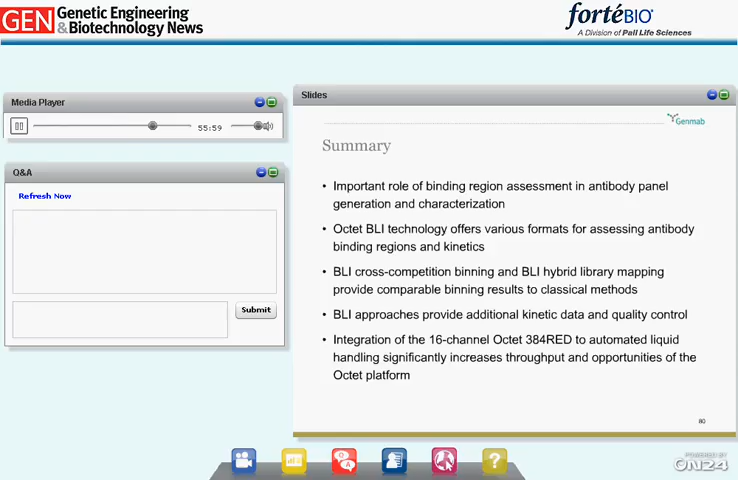 GEN Genetic Engineering
& Biotechnology News
fortéBIO®
A Division of Pall Life Sciences
Media Player
55:59
Q&A
Refresh Now
Submit
Slides
Genmab
Summary
• Important role of binding region assessment in antibody panel
generation and characterization
• Octet BLI technology offers various formats for assessing antibody
binding regions and kinetics
• BLI cross-competition binning and BLI hybrid library mapping
provide comparable binning results to classical methods
• BLI approaches provide additional kinetic data and quality control
• Integration of the 16-channel Octet 384RED to automated liquid
handling significantly increases throughput and opportunities of the
Octet platform
80
Q A
?
POWERED BY
ON24